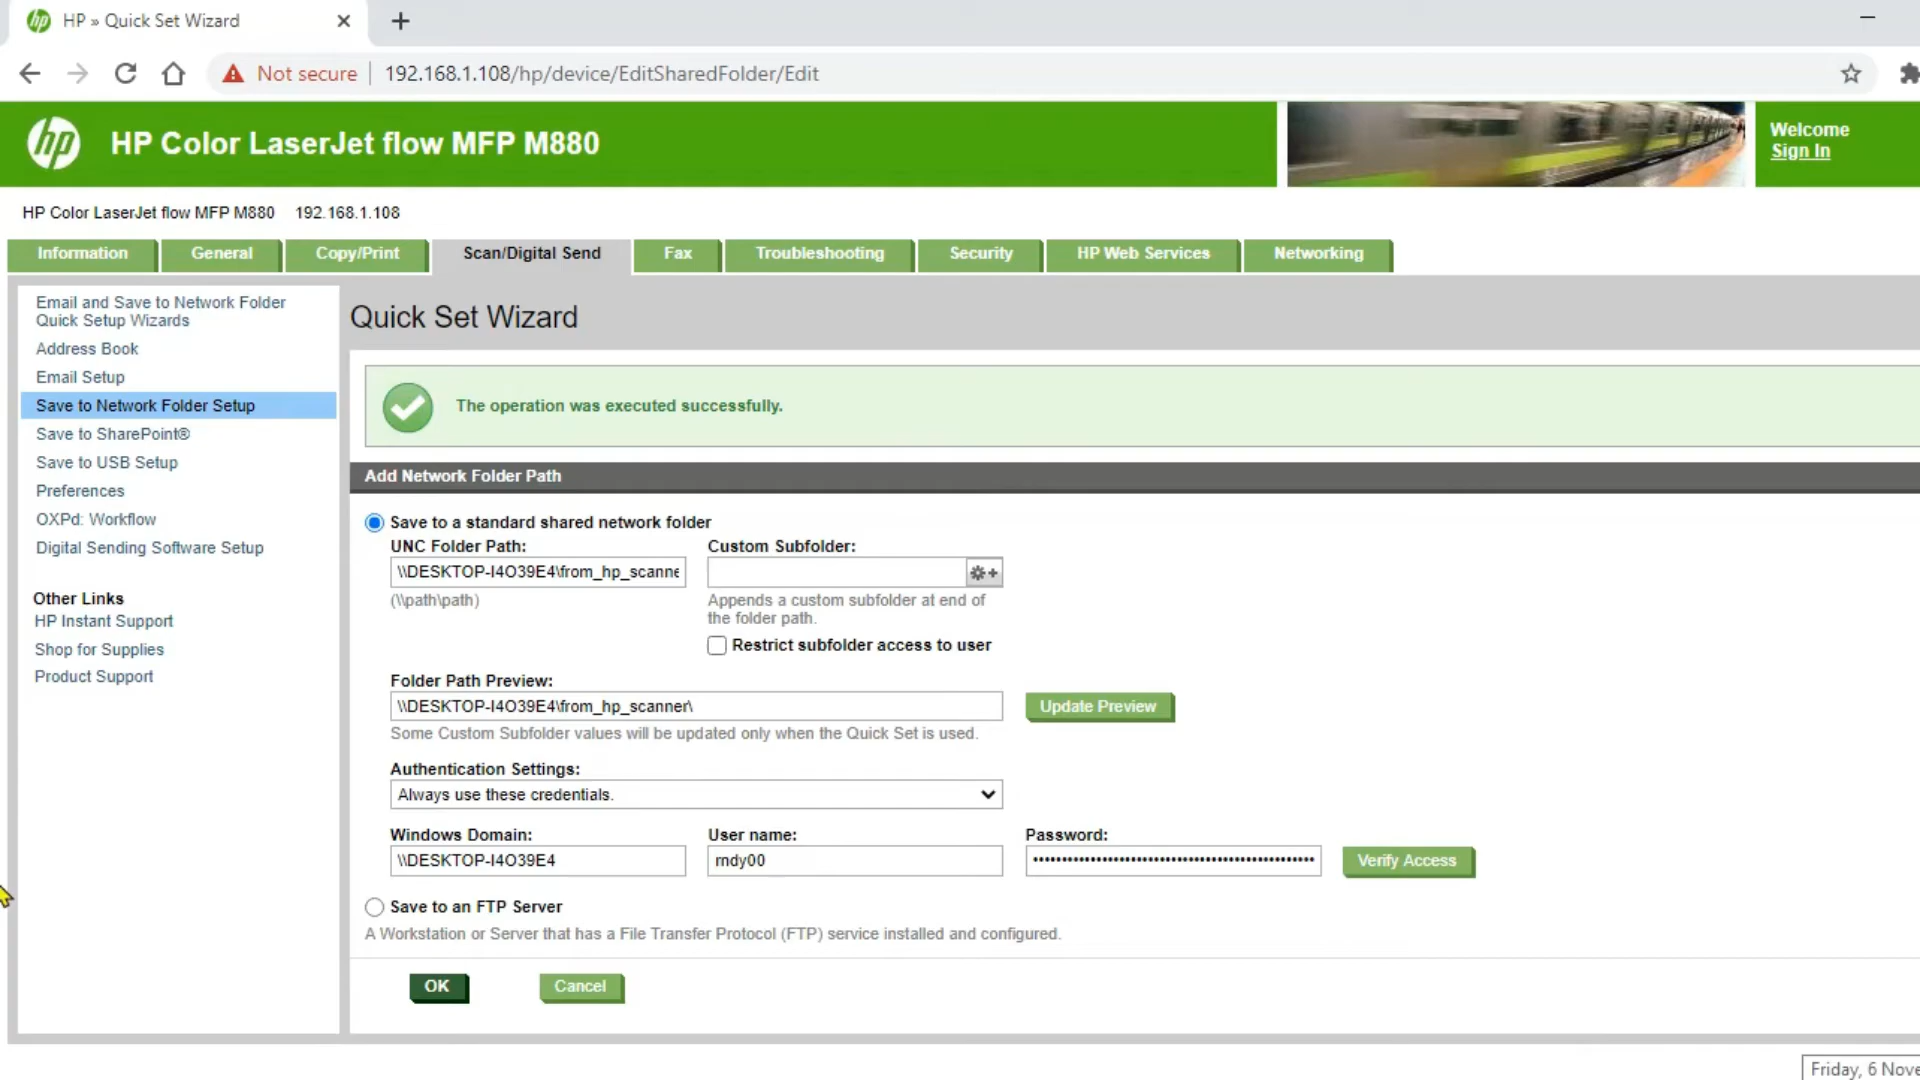 HP » Quick Set Wizard
Not secure
192.168.1.108/hp/device/EditSharedFolder/Edit
hp
HP Color LaserJet flow MFP M880
Welcome
Sign In
HP Color LaserJet flow MFP M880 192.168.1.108
Information General Copy/Print Scan/Digital Send Fax Troubleshooting Security HP Web Services Networking
Email and Save to Network Folder
Quick Setup Wizards
Address Book
Email Setup
Save to Network Folder Setup
Save to SharePoint®
Save to USB Setup
Preferences
OXPd: Workflow
Digital Sending Software Setup
Other Links
HP Instant Support
Shop for Supplies
Product Support
Quick Set Wizard
The operation was executed successfully.
Add Network Folder Path
Save to a standard shared network folder
UNC Folder Path: Custom Subfolder:
\\DESKTOP-I4O39E4\from_hp_scanne
(\\path\path)
Appends a custom subfolder at end of
the folder path.
Restrict subfolder access to user
Folder Path Preview:
\\DESKTOP-I4O39E4\from_hp_scanner\ Update Preview
Some Custom Subfolder values will be updated only when the Quick Set is used.
Authentication Settings:
Always use these credentials.
Windows Domain: User name: Password:
\\DESKTOP-I4O39E4 rndy00 Verify Access
Save to an FTP Server
A Workstation or Server that has a File Transfer Protocol (FTP) service installed and configured.
OK Cancel
Friday, 6 Nove